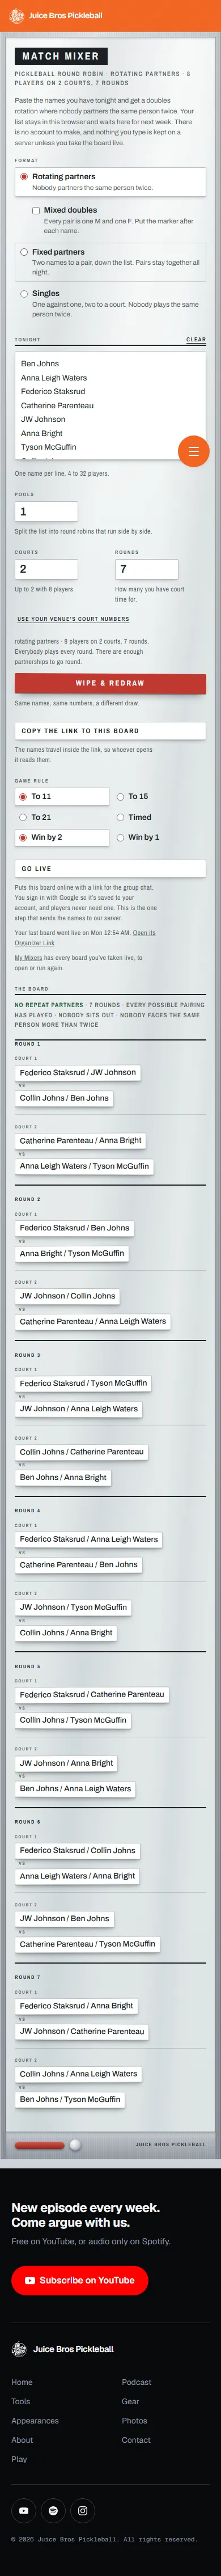 Juice Bros Pickleball
MATCH MIXER
PICKLEBALL ROUND ROBIN · ROTATING PARTNERS · 8
PLAYERS ON 2 COURTS, 7 ROUNDS
Paste the names you have tonight and get a doubles
rotation where nobody partners the same person twice. Your
list stays in this browser and waits here for next week. There
is no account to make, and nothing you type is kept on a
server unless you take the board live.
FORMAT
Rotating partners
Nobody partners the same person twice.
Mixed doubles
Every pair is one M and one F. Put the marker after
each name.
Fixed partners
Two names to a pair, down the list. Pairs stay together all
night.
Singles
One against one, two to a court. Nobody plays the same
person twice.
TONIGHT
CLEAR
Ben Johns
Anna Leigh Waters
Federico Staksrud
Catherine Parenteau
JW Johnson
Anna Bright
Tyson McGuffin
One name per line, 4 to 32 players.
POOLS
1
Split the list into round robins that run side by side.
COURTS
ROUNDS
2
7
Up to 2 with 8 players.
How many you have court
time for.
USE YOUR VENUE'S COURT NUMBERS
rotating partners · 8 players on 2 courts, 7 rounds.
Everybody plays every round. There are enough
partnerships to go round.
WIPE & REDRAW
Same names, same numbers, a different draw.
COPY THE LINK TO THIS BOARD
The names travel inside the link, so whoever opens
it reads them.
GAME RULE
To 11
To 15
To 21
Timed
Win by 2
Win by 1
GO LIVE
Puts this board online with a link for the group chat.
You sign in with Google so it's saved to your
account, and players never need one. This is the one
step that sends the names to our server.
Your last board went live on Mon 12:54 AM. Open its
Organizer Link
My Mixers has every board you've taken live, to
open or run again.
THE BOARD
NO REPEAT PARTNERS · 7 ROUNDS · EVERY POSSIBLE PAIRING
HAS PLAYED · NOBODY SITS OUT · NOBODY FACES THE SAME
PERSON MORE THAN TWICE
ROUND 1
COURT 1
Federico Staksrud / JW Johnson
VS
Collin Johns / Ben Johns
COURT 2
Catherine Parenteau / Anna Bright
VS
Anna Leigh Waters / Tyson McGuffin
ROUND 2
COURT 1
Federico Staksrud / Ben Johns
VS
Anna Bright / Tyson McGuffin
COURT 2
JW Johnson / Collin Johns
VS
Catherine Parenteau / Anna Leigh Waters
ROUND 3
COURT 1
Federico Staksrud / Tyson McGuffin
VS
JW Johnson / Anna Leigh Waters
COURT 2
Collin Johns / Catherine Parenteau
VS
Ben Johns / Anna Bright
ROUND 4
COURT 1
Federico Staksrud / Anna Leigh Waters
VS
Catherine Parenteau / Ben Johns
COURT 2
JW Johnson / Tyson McGuffin
VS
Collin Johns / Anna Bright
ROUND 5
COURT 1
Federico Staksrud / Catherine Parenteau
VS
Collin Johns / Tyson McGuffin
COURT 2
JW Johnson / Anna Bright
VS
Ben Johns / Anna Leigh Waters
ROUND 6
COURT 1
Federico Staksrud / Collin Johns
VS
Anna Leigh Waters / Anna Bright
COURT 2
JW Johnson / Ben Johns
VS
Catherine Parenteau / Tyson McGuffin
ROUND 7
COURT 1
Federico Staksrud / Anna Bright
VS
JW Johnson / Catherine Parenteau
COURT 2
Collin Johns / Anna Leigh Waters
VS
Ben Johns / Tyson McGuffin
JUICE BROS PICKLEBALL
New episode every week.
Come argue with us.
Free on YouTube, or audio only on Spotify.
Subscribe on YouTube
Juice Bros Pickleball
Home
Podcast
Tools
Gear
Appearances
Photos
About
Contact
Play
© 2026 Juice Bros Pickleball. All rights reserved.